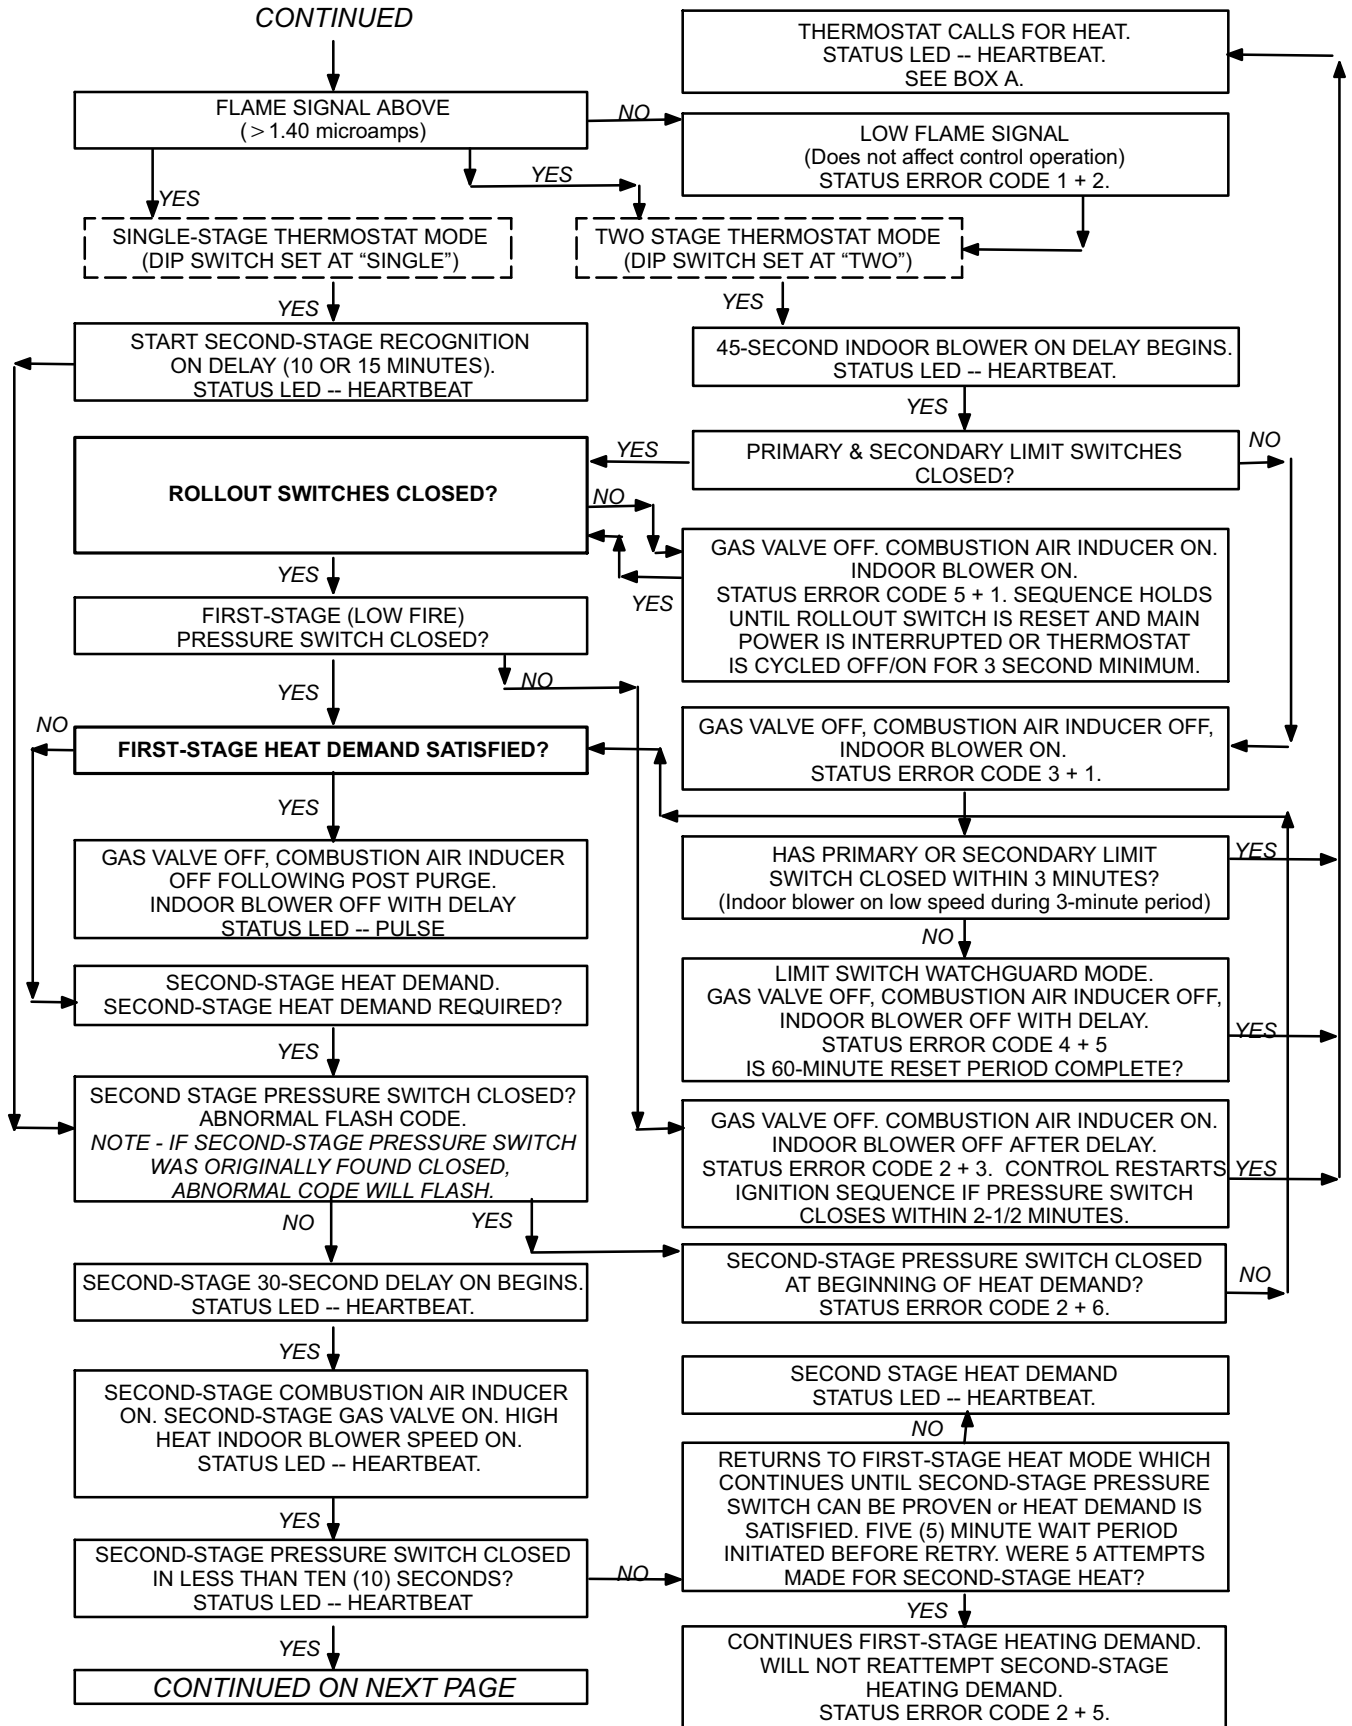 CONTINUED
THERMOSTAT CALLS FOR HEAT.
STATUS LED -- HEARTBEAT.
SEE BOX A.
FLAME SIGNAL ABOVE
(> 1.40 microamps)
NO
LOW FLAME SIGNAL
(Does not affect control operation)
STATUS ERROR CODE 1 + 2.
YES
YES
SINGLE-STAGE THERMOSTAT MODE
(DIP SWITCH SET AT “SINGLE”)
TWO STAGE THERMOSTAT MODE
(DIP SWITCH SET AT “TWO”)
YES
YES
START SECOND-STAGE RECOGNITION
ON DELAY (10 OR 15 MINUTES).
STATUS LED -- HEARTBEAT
45-SECOND INDOOR BLOWER ON DELAY BEGINS.
STATUS LED -- HEARTBEAT.
YES
PRIMARY & SECONDARY LIMIT SWITCHES
CLOSED?
NO
YES
ROLLOUT SWITCHES CLOSED?
NO
YES
GAS VALVE OFF. COMBUSTION AIR INDUCER ON.
INDOOR BLOWER ON.
STATUS ERROR CODE 5 + 1. SEQUENCE HOLDS
UNTIL ROLLOUT SWITCH IS RESET AND MAIN
POWER IS INTERRUPTED OR THERMOSTAT
IS CYCLED OFF/ON FOR 3 SECOND MINIMUM.
YES
FIRST-STAGE (LOW FIRE)
PRESSURE SWITCH CLOSED?
NO
YES
NO
FIRST-STAGE HEAT DEMAND SATISFIED?
GAS VALVE OFF, COMBUSTION AIR INDUCER OFF,
INDOOR BLOWER ON.
STATUS ERROR CODE 3 + 1.
YES
GAS VALVE OFF, COMBUSTION AIR INDUCER
OFF FOLLOWING POST PURGE.
INDOOR BLOWER OFF WITH DELAY
STATUS LED -- PULSE
HAS PRIMARY OR SECONDARY LIMIT
SWITCH CLOSED WITHIN 3 MINUTES?
(Indoor blower on low speed during 3-minute period)
YES
NO
SECOND-STAGE HEAT DEMAND.
SECOND-STAGE HEAT DEMAND REQUIRED?
LIMIT SWITCH WATCHGUARD MODE.
GAS VALVE OFF, COMBUSTION AIR INDUCER OFF,
INDOOR BLOWER OFF WITH DELAY.
STATUS ERROR CODE 4 + 5
IS 60-MINUTE RESET PERIOD COMPLETE?
YES
YES
SECOND STAGE PRESSURE SWITCH CLOSED?
ABNORMAL FLASH CODE.
NOTE - IF SECOND-STAGE PRESSURE SWITCH
WAS ORIGINALLY FOUND CLOSED,
ABNORMAL CODE WILL FLASH.
GAS VALVE OFF. COMBUSTION AIR INDUCER ON.
INDOOR BLOWER OFF AFTER DELAY.
STATUS ERROR CODE 2 + 3. CONTROL RESTARTS
IGNITION SEQUENCE IF PRESSURE SWITCH
CLOSES WITHIN 2-1/2 MINUTES.
YES
NO
YES
SECOND-STAGE PRESSURE SWITCH CLOSED
AT BEGINNING OF HEAT DEMAND?
STATUS ERROR CODE 2 + 6.
NO
SECOND-STAGE 30-SECOND DELAY ON BEGINS.
STATUS LED -- HEARTBEAT.
YES
SECOND-STAGE COMBUSTION AIR INDUCER
ON. SECOND-STAGE GAS VALVE ON. HIGH
HEAT INDOOR BLOWER SPEED ON.
STATUS LED -- HEARTBEAT.
SECOND STAGE HEAT DEMAND
STATUS LED -- HEARTBEAT.
NO
RETURNS TO FIRST-STAGE HEAT MODE WHICH
CONTINUES UNTIL SECOND-STAGE PRESSURE
SWITCH CAN BE PROVEN or HEAT DEMAND IS
SATISFIED. FIVE (5) MINUTE WAIT PERIOD
INITIATED BEFORE RETRY. WERE 5 ATTEMPTS
MADE FOR SECOND-STAGE HEAT?
YES
SECOND-STAGE PRESSURE SWITCH CLOSED
IN LESS THAN TEN (10) SECONDS?
STATUS LED -- HEARTBEAT
NO
YES
YES
CONTINUED ON NEXT PAGE
CONTINUES FIRST-STAGE HEATING DEMAND.
WILL NOT REATTEMPT SECOND-STAGE
HEATING DEMAND.
STATUS ERROR CODE 2 + 5.